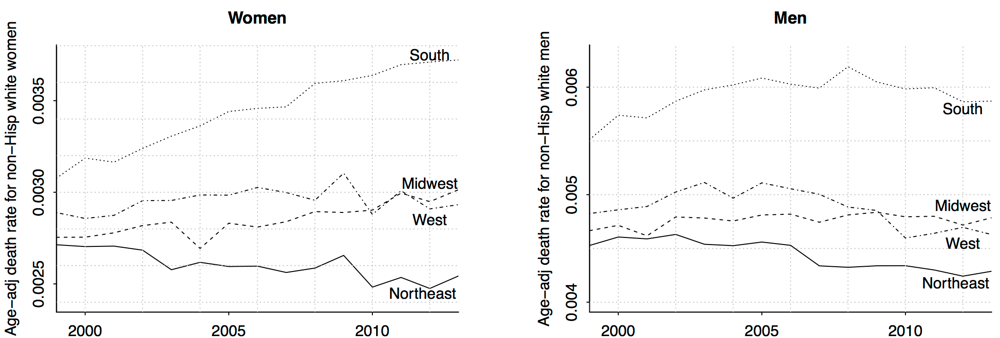 Women
Age-adj death rate for non-Hisp white women
0.0035
0.0030
0.0025
South
Midwest
West
Northeast
2000 2005 2010
Men
Age-adj death rate for non-Hisp white men
0.006
0.005
0.004
South
Midwest
West
Northeast
2000 2005 2010